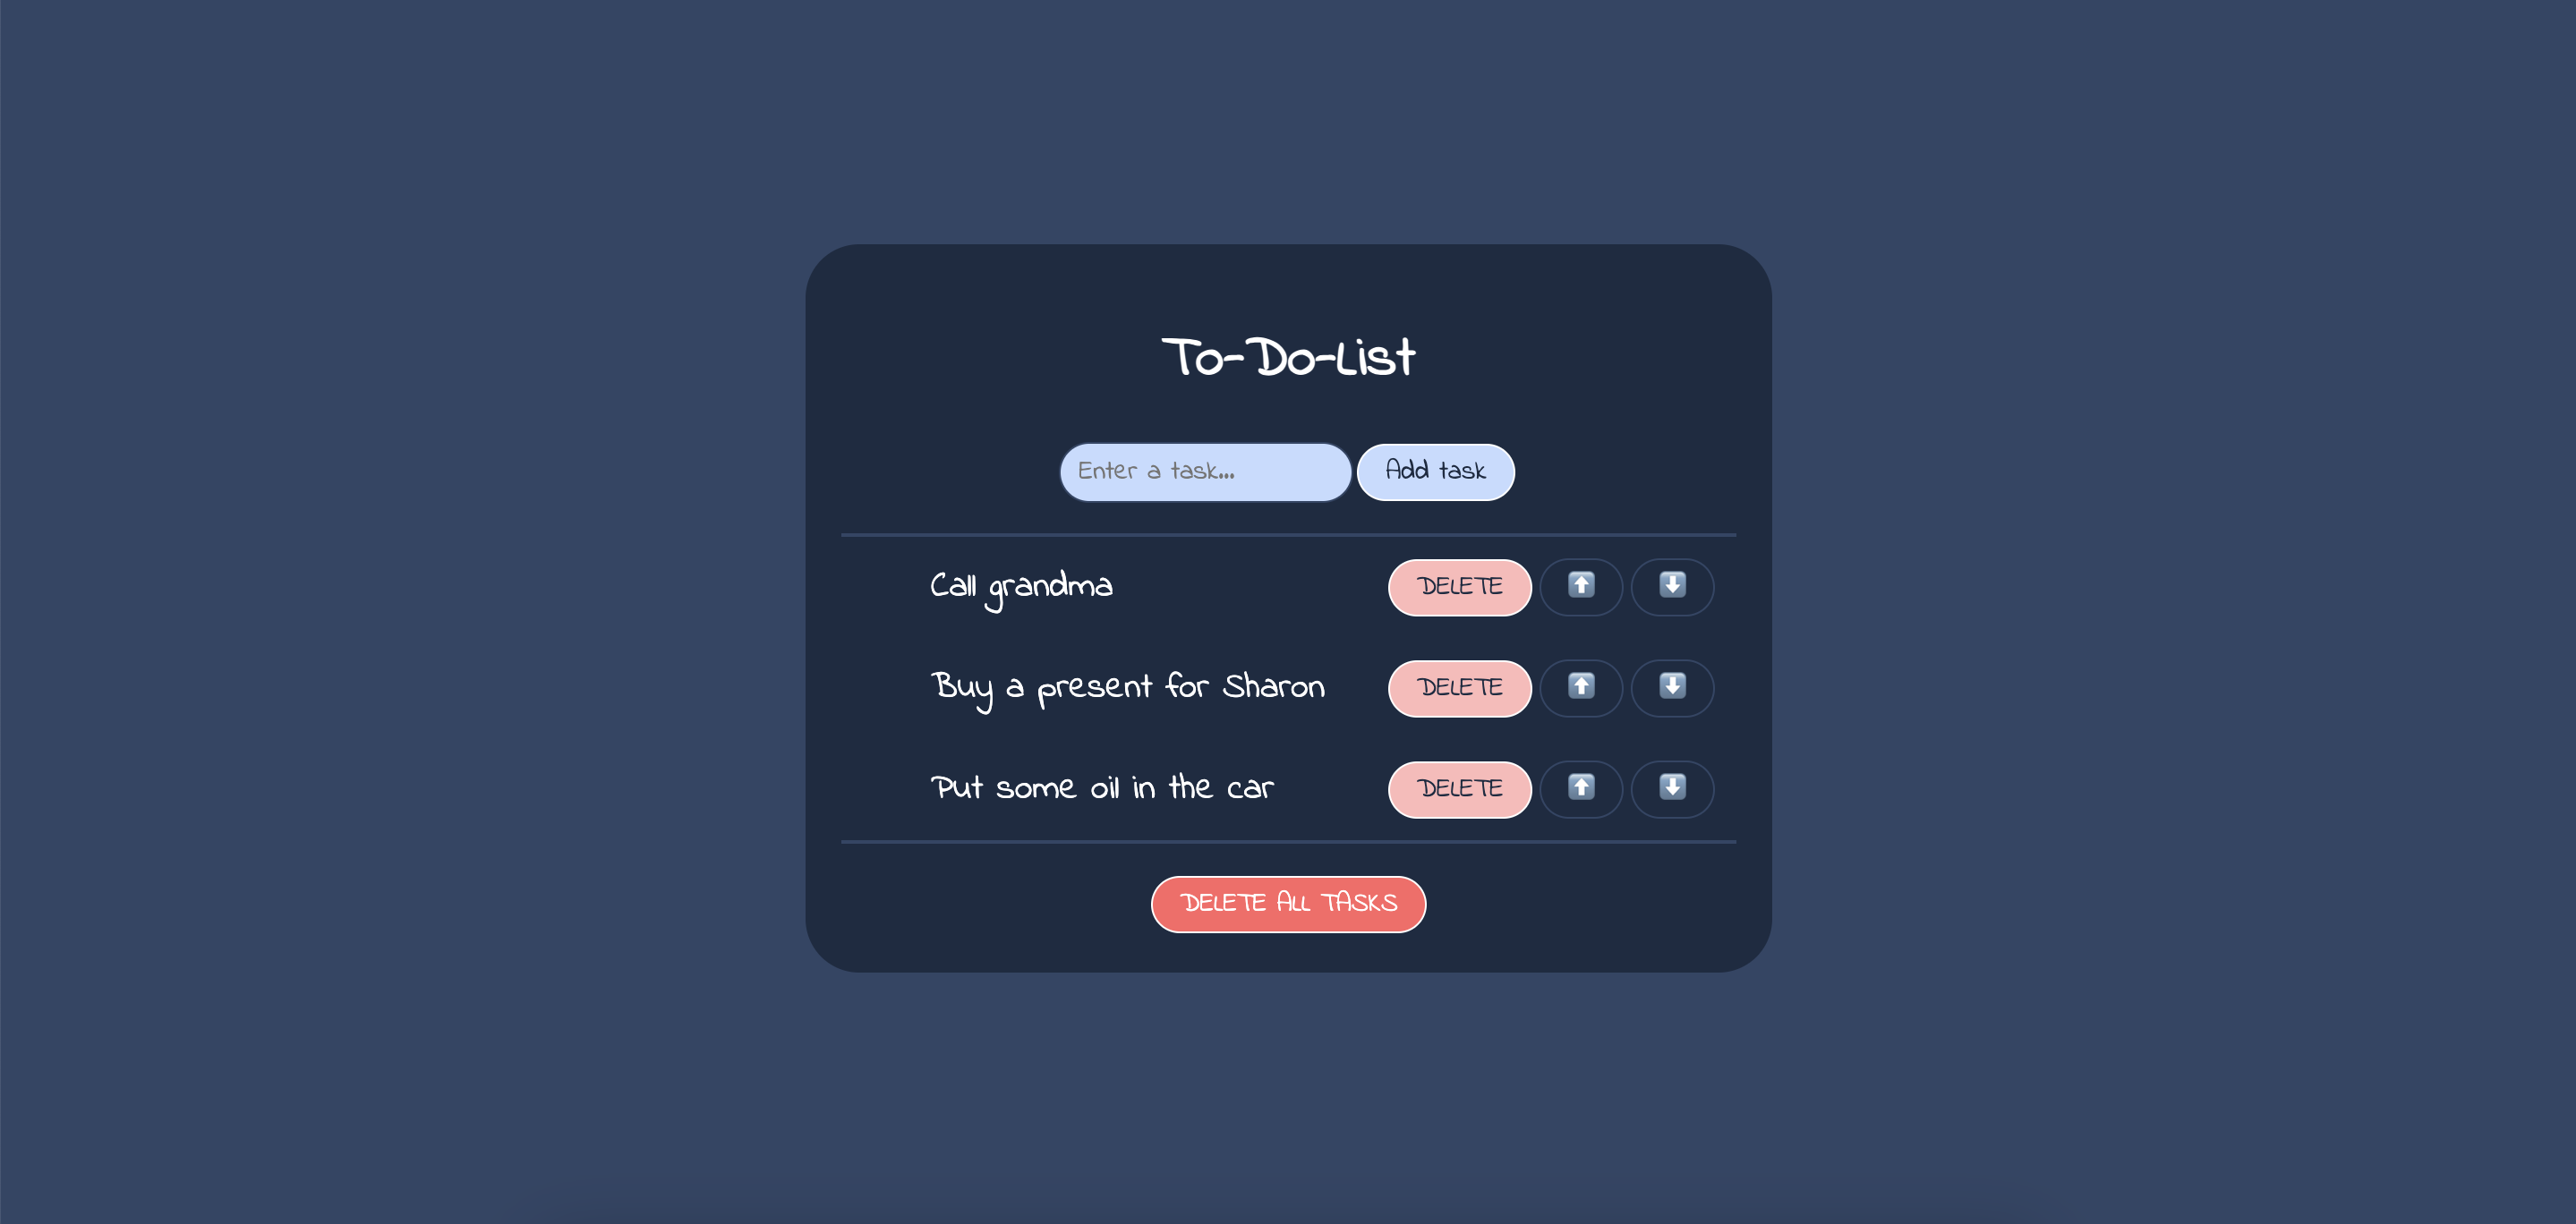 To-Do-List
Enter a task... Add task
Call grandma DELETE ⬆️ ⬇️
Buy a present for Sharon DELETE ⬆️ ⬇️
Put some oil in the car DELETE ⬆️ ⬇️
DELETE ALL TASKS